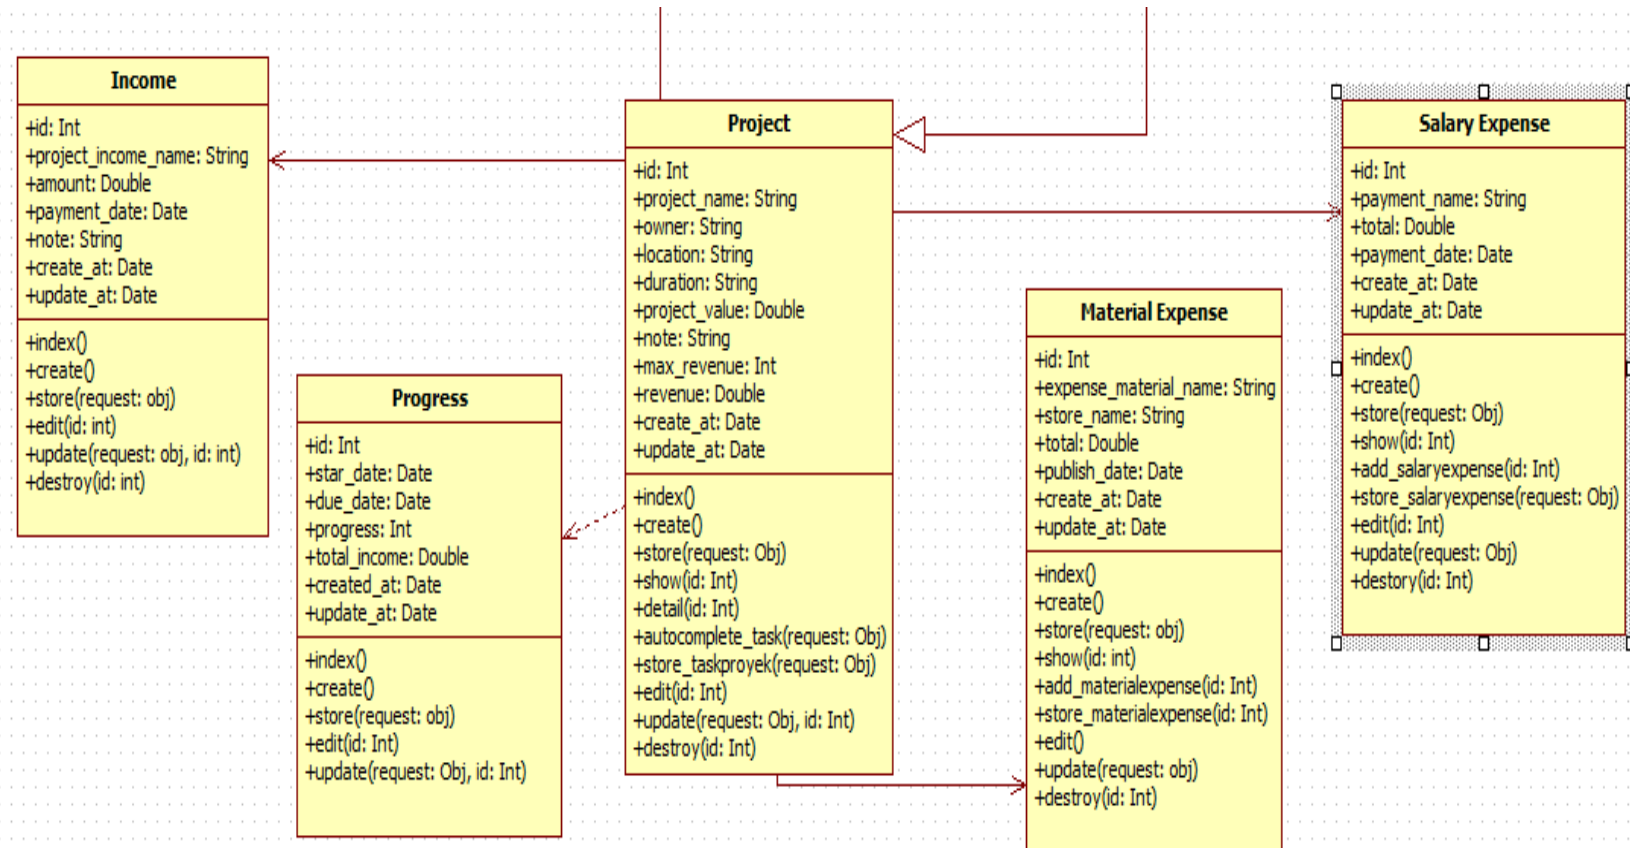 Income
+id: Int
+project_income_name: String
+amount: Double
+payment_date: Date
+note: String
+create_at: Date
+update_at: Date
+index()
+create()
+store(request: obj)
+edit(id: int)
+update(request: obj, id: int)
+destroy(id: int)
Progress
+id: Int
+star_date: Date
+due_date: Date
+progress: Int
+total_income: Double
+created_at: Date
+update_at: Date
+index()
+create()
+store(request: obj)
+edit(id: Int)
+update(request: Obj, id: Int)
Project
+id: Int
+project_name: String
+owner: String
+location: String
+duration: String
+project_value: Double
+note: String
+max_revenue: Int
+revenue: Double
+create_at: Date
+update_at: Date
+index()
+create()
+store(request: Obj)
+show(id: Int)
+detail(id: Int)
+autocomplete_task(request: Obj)
+store_taskproyek(request: Obj)
+edit(id: Int)
+update(request: Obj, id: Int)
+destroy(id: Int)
Material Expense
+id: Int
+expense_material_name: String
+store_name: String
+total: Double
+publish_date: Date
+create_at: Date
+update_at: Date
+index()
+create()
+store(request: obj)
+show(id: int)
+add_materialexpense(id: Int)
+store_materialexpense(id: Int)
+edit()
+update(request: obj)
+destroy(id: Int)
Salary Expense
+id: Int
+payment_name: String
+total: Double
+payment_date: Date
+create_at: Date
+update_at: Date
+index()
+create()
+store(request: Obj)
+show(id: Int)
+add_salaryexpense(id: Int)
+store_salaryexpense(request: Obj)
+edit(id: Int)
+update(request: Obj)
+destory(id: Int)